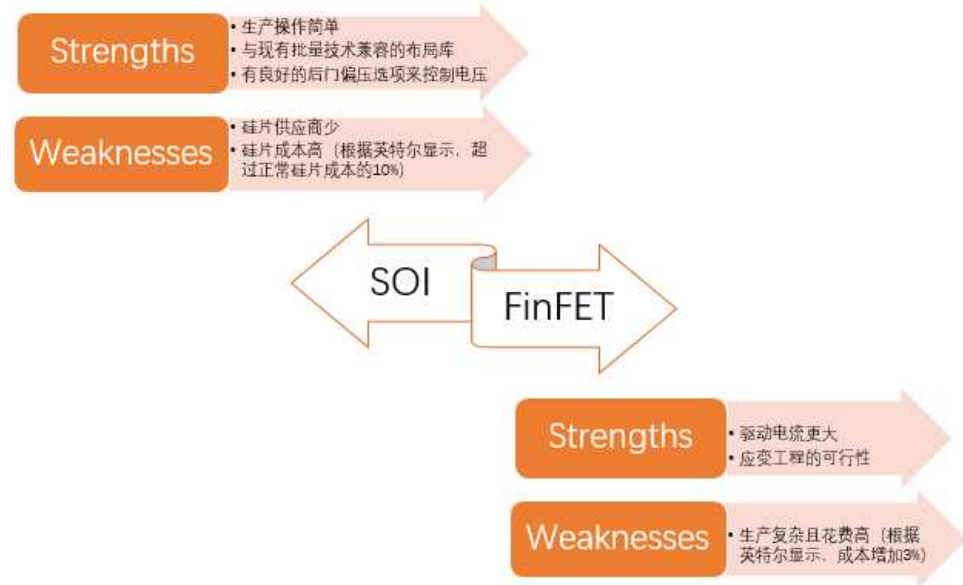 Strengths
• 生产操作简单
• 与现有批量技术兼容的布局库
• 有良好的后门偏压选项来控制电压
Weaknesses
• 硅片供应商少
• 硅片成本高（根据英特尔显示，超
过正常硅片成本的10%）
SOI
FinFET
Strengths
• 驱动电流更大
• 应变工程的可行性
Weaknesses
• 生产复杂且花费高（根据
英特尔显示，成本增加3%）